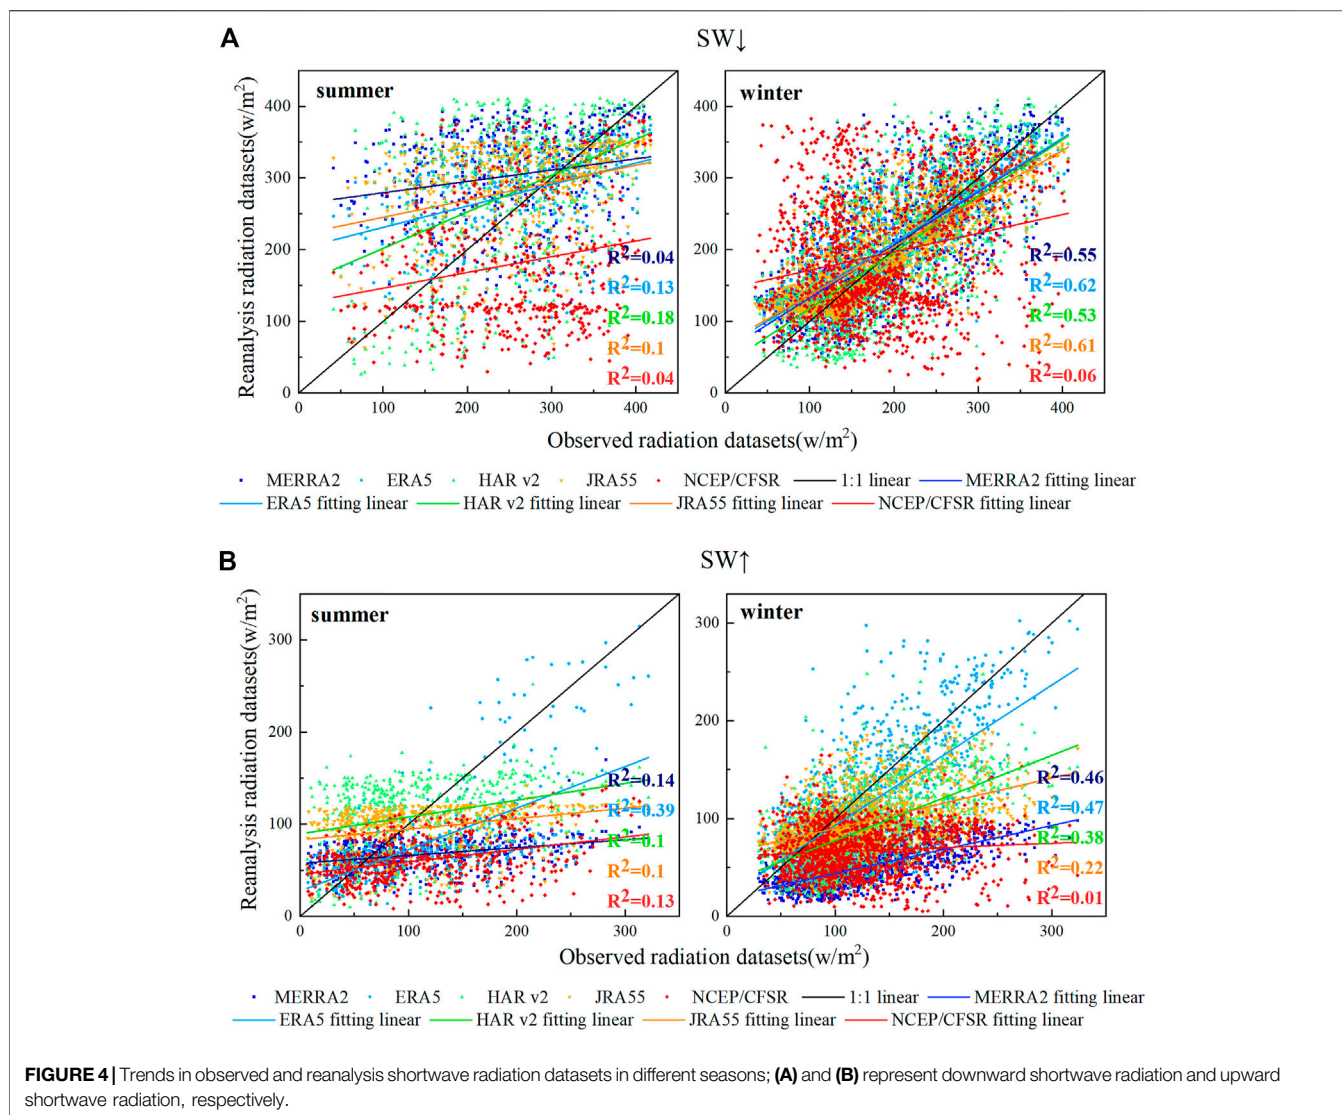 A
SW↓
summer
winter
Reanalysis radiation datasets(w/m²)
400
300
200
100
0
R²=0.04
R²=0.13
R²=0.18
R²=0.1
R²=0.04
0 100 200 300 400
400
300
200
100
0
R²=0.55
R²=0.62
R²=0.53
R²=0.61
R²=0.06
0 100 200 300 400
Observed radiation datasets(w/m²)
MERRA2 ERA5 HAR v2 JRA55 NCEP/CFSR 1:1 linear MERRA2 fitting linear
ERA5 fitting linear HAR v2 fitting linear JRA55 fitting linear NCEP/CFSR fitting linear
B
SW↑
summer
winter
Reanalysis radiation datasets(w/m²)
300
200
100
0
R²=0.14
R²=0.39
R²=0.1
R²=0.1
R²=0.13
0 100 200 300
300
200
100
0
R²=0.46
R²=0.47
R²=0.38
R²=0.22
R²=0.01
0 100 200 300
Observed radiation datasets(w/m²)
MERRA2 ERA5 HAR v2 JRA55 NCEP/CFSR 1:1 linear MERRA2 fitting linear
ERA5 fitting linear HAR v2 fitting linear JRA55 fitting linear NCEP/CFSR fitting linear
FIGURE 4 | Trends in observed and reanalysis shortwave radiation datasets in different seasons; (A) and (B) represent downward shortwave radiation and upward
shortwave radiation, respectively.